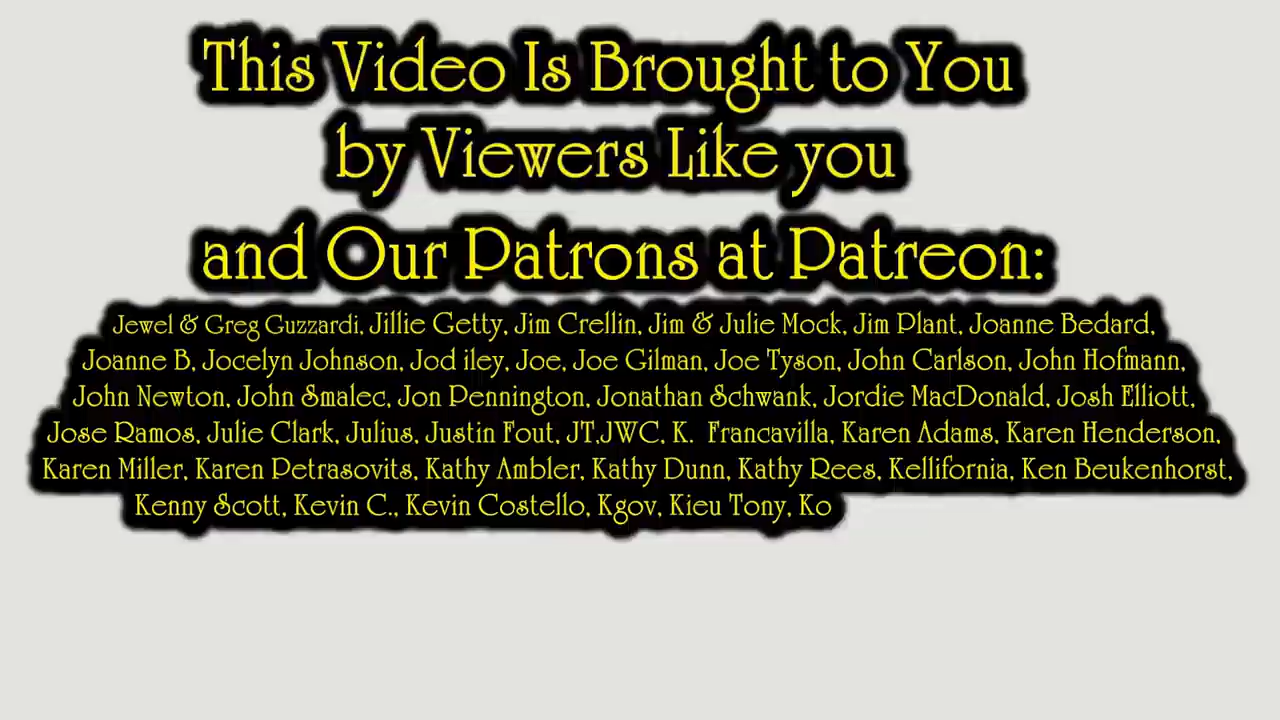 This Video Is Brought to You
by Viewers Like you
and Our Patrons at Patreon:
Jewel & Greg Guzzardi, Jillie Getty, Jim Crellin, Jim & Julie Mock, Jim Plant, Joanne Bedard,
Joanne B, Jocelyn Johnson, Jod iley, Joe, Joe Gilman, Joe Tyson, John Carlson, John Hofmann,
John Newton, John Smalec, Jon Pennington, Jonathan Schwank, Jordie MacDonald, Josh Elliott,
Jose Ramos, Julie Clark, Julius, Justin Fout, JT,JWC, K. Francavilla, Karen Adams, Karen Henderson,
Karen Miller, Karen Petrasovits, Kathy Ambler, Kathy Dunn, Kathy Rees, Kellifornia, Ken Beukenhorst,
Kenny Scott, Kevin C., Kevin Costello, Kgov, Kieu Tony, Ko